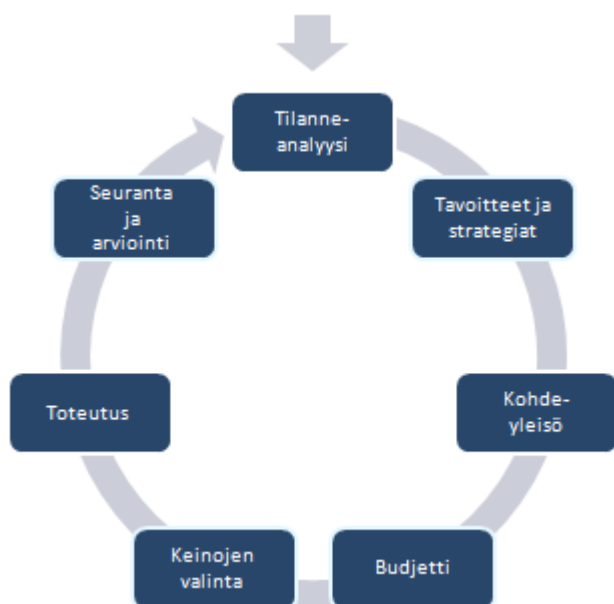 Tilanne-
analyysi
Tavoitteet ja
strategiat
Kohde-
yleisö
Budjetti
Keinojen
valinta
Toteutus
Seuranta
ja
arviointi